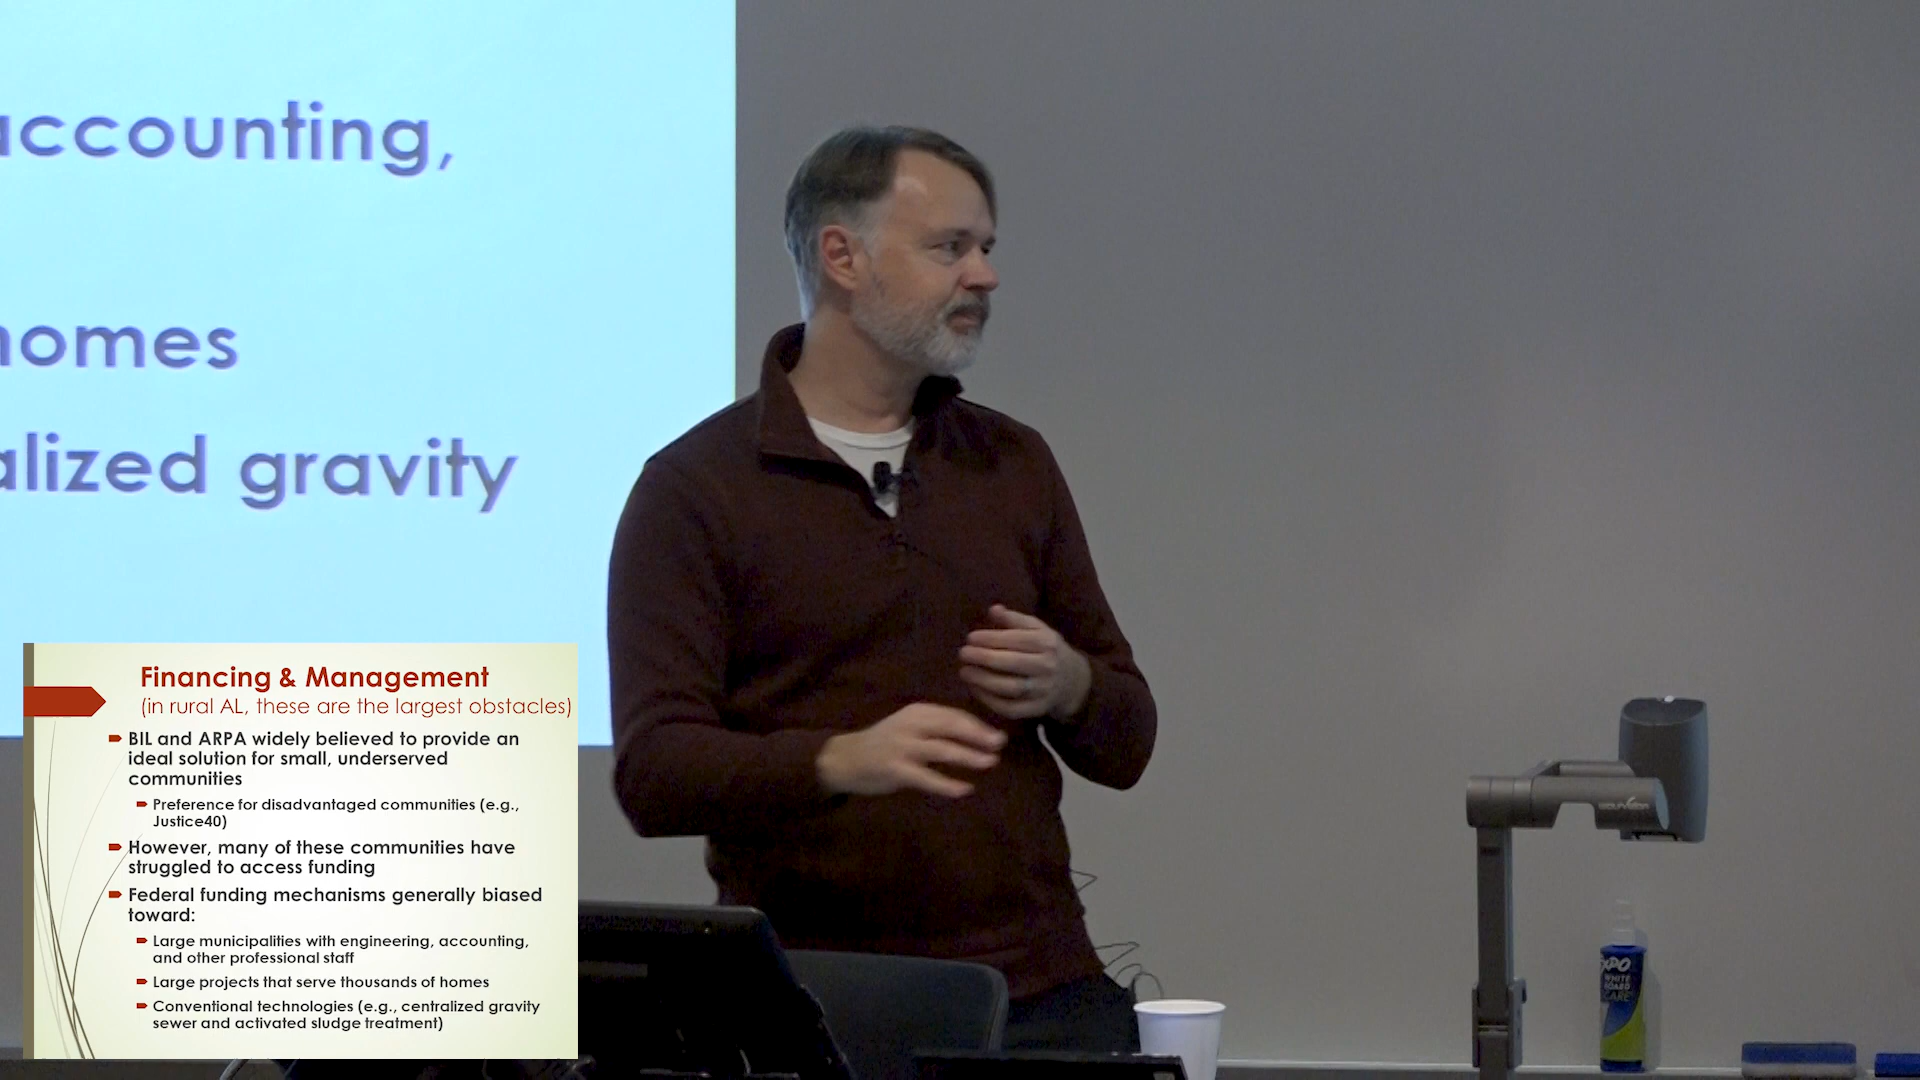 accounting,
homes
alized gravity
Financing & Management
(in rural AL, these are the largest obstacles)
BIL and ARPA widely believed to provide an
ideal solution for small, underserved
communities
Preference for disadvantaged communities (e.g.,
Justice40)
However, many of these communities have
struggled to access funding
Federal funding mechanisms generally biased
toward:
Large municipalities with engineering, accounting,
and other professional staff
Large projects that serve thousands of homes
Conventional technologies (e.g., centralized gravity
sewer and activated sludge treatment)
WolfVision
EXPO
WHITE
BOARD
CARE